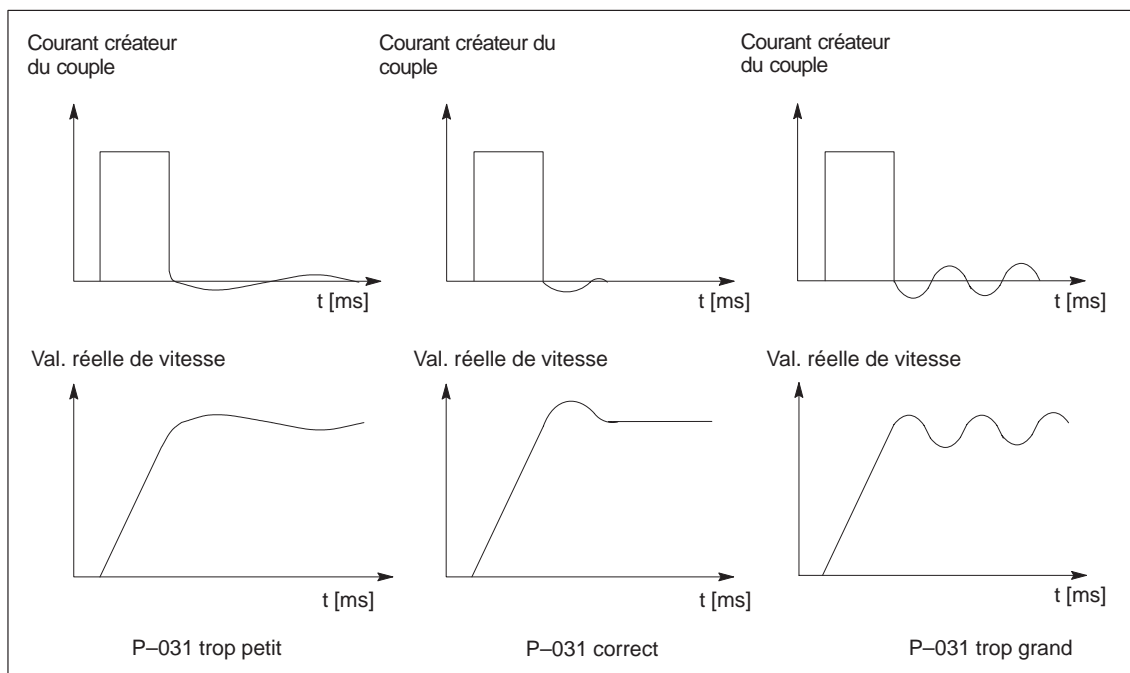 Courant créateur
du couple
Courant créateur du
couple
Courant créateur
du couple
t [ms]
t [ms]
t [ms]
Val. réelle de vitesse
Val. réelle de vitesse
Val. réelle de vitesse
t [ms]
t [ms]
t [ms]
P–031 trop petit
P–031 correct
P–031 trop grand